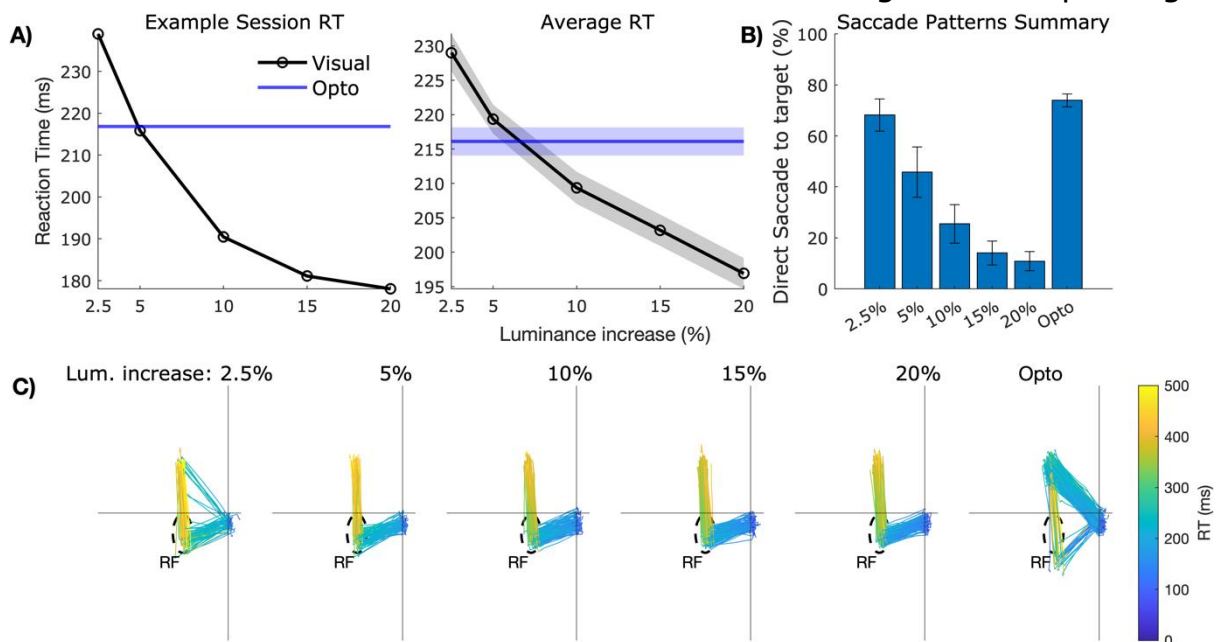 A)
Example Session RT
Reaction Time (ms)
230
220
210
200
190
180
2.5
5
10
15
20
Visual
Opto
Average RT
230
225
220
215
210
205
200
195
2.5
5
10
15
20
Luminance increase (%)
B)
Saccade Patterns Summary
Direct Saccade to target (%)
100
80
60
40
20
0
2.5%
5%
10%
15%
20%
Opto
C)
Lum. increase: 2.5%
5%
10%
15%
20%
Opto
RF
RF
RF
RF
RF
RF
500
400
300
200
100
0
RT (ms)